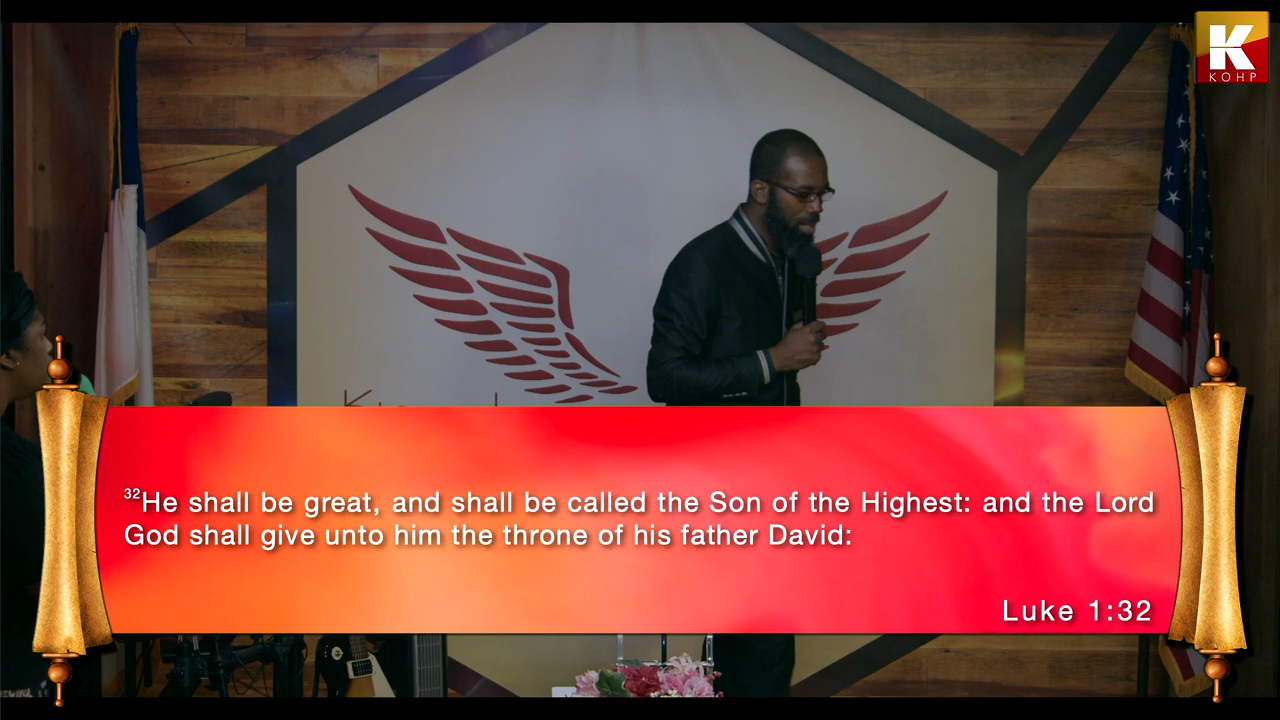 K
KOHP
32He shall be great, and shall be called the Son of the Highest: and the Lord
God shall give unto him the throne of his father David:
Luke 1:32